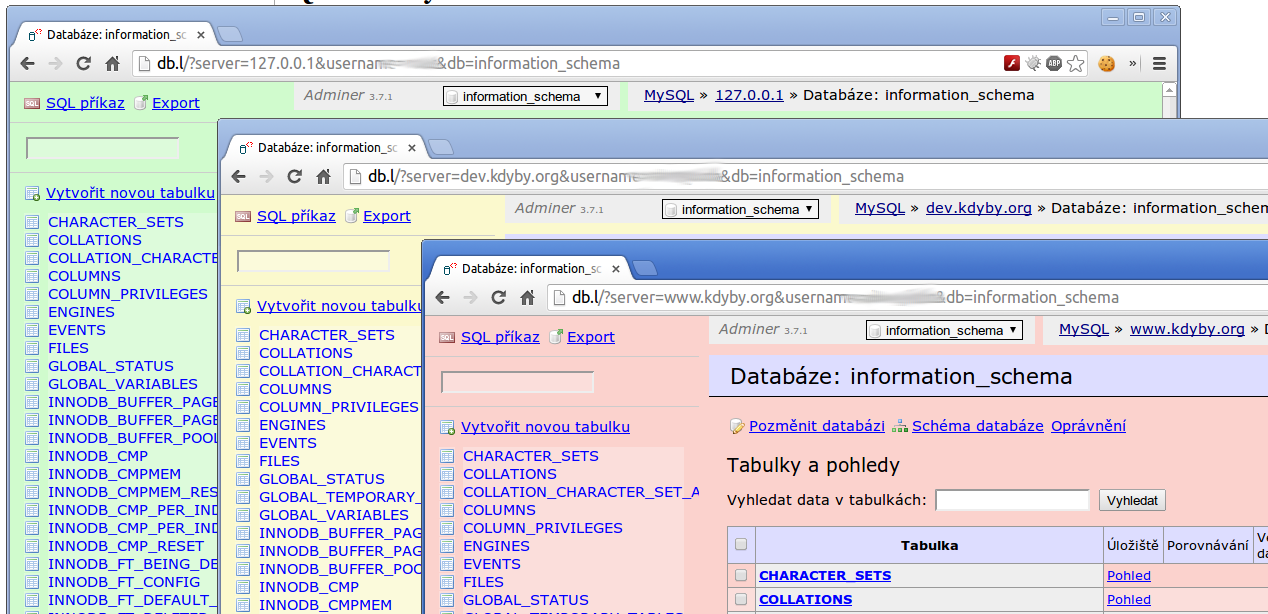 Databáze: information_sc
db.l/?server=127.0.0.1&usernam &db=information_schema
ABP
SQL příkaz Export
Adminer 3.7.1
information_schema
MySQL » 127.0.0.1 » Databáze: information_schema
Vytvořit novou tabulku
CHARACTER_SETS
COLLATIONS
COLLATION_CHARACTE
COLUMNS
COLUMN_PRIVILEGES
ENGINES
EVENTS
FILES
GLOBAL_STATUS
GLOBAL_VARIABLES
INNODB_BUFFER_PAGE
INNODB_BUFFER_PAGE
INNODB_BUFFER_POOL
INNODB_CMP
INNODB_CMPMEM
INNODB_CMPMEM_RES
INNODB_CMP_PER_IND
INNODB_CMP_PER_IND
INNODB_CMP_RESET
INNODB_FT_BEING_DE
INNODB_FT_CONFIG
INNODB_FT_DEFAULT_
Databáze: information_sc
db.l/?server=dev.kdyby.org&usernam &db=information_schema
SQL příkaz Export
Adminer 3.7.1
information_schema
MySQL » dev.kdyby.org » Databáze: information_schem
Vytvořit novou tabulku
CHARACTER_SETS
COLLATIONS
COLLATION_CHARACT
COLUMNS
COLUMN_PRIVILEGES
ENGINES
EVENTS
FILES
GLOBAL_STATUS
GLOBAL_TEMPORARY_
GLOBAL_VARIABLES
INNODB_BUFFER_PAG
INNODB_BUFFER_PAG
INNODB_BUFFER_POO
INNODB_CMP
INNODB_CMPMEM
Databáze: information_sc
db.l/?server=www.kdyby.org&usernam &db=information_schema
SQL příkaz Export
Adminer 3.7.1
information_schema
MySQL » www.kdyby.org »
Vytvořit novou tabulku
CHARACTER_SETS
COLLATIONS
COLLATION_CHARACTER_SET_A
COLUMNS
COLUMN_PRIVILEGES
ENGINES
EVENTS
FILES
GLOBAL_STATUS
Databáze: information_schema
Pozměnit databázi Schéma databáze Oprávnění
Tabulky a pohledy
Vyhledat data v tabulkách: Vyhledat
Tabulka Úložiště Porovnávání
CHARACTER_SETS Pohled
COLLATIONS Pohled